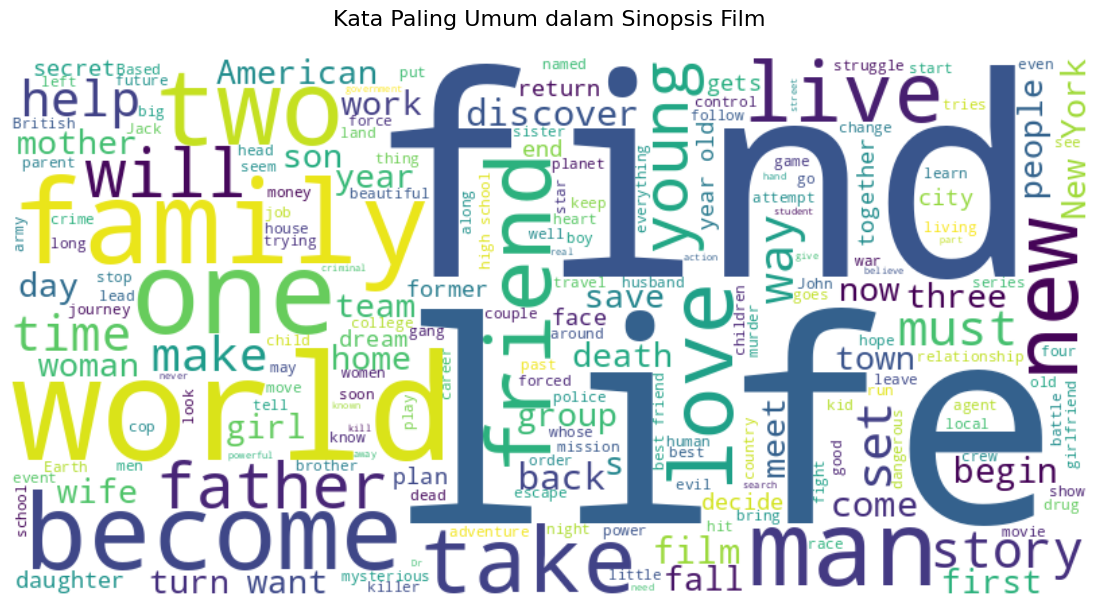 Kata Paling Umum dalam Sinopsis Film
secret
Based
American
put
government
return
named
struggle
start
even
left
future
gets
help
two
work
discover
live
control
street
tries
big
force
find
follow
people
New York
British
Jack
land
sister
change
see
mother
head
son
thing
end
young
year old
game
learn
parent
will
seem
year
planet
go
together
money
beautiful
star
everything
hand
attempt
city
family
job
along
high school
friend
keep
heart
student
living
crime
house
well
boy
way
part
army
long
trying
real
action
give
war
new
criminal
believe
day
stop
one
former
travel
husband
John
series
lead
team
save
goes
now
three
journey
couple
face
love
children
time
college
gang
around
murder
must
child
dream
hope
four
woman
make
home
death
town
relationship
never
may
women
career
past
life
leave
old
world
move
soon
forced
run
look
tell
known
play
group
police
kid
agent
battle
girlfriend
cop
girl
kill
whose
best friend
human
meet
set
local
know
mission
best
country
good
dangerous
crew
powerful
away
s
Earth
men
brother
order
back
fight
begin
event
father
plan
evil
search
wife
dead
escape
decide
come
show
school
become
bring
drug
adventure
night
power
hit
man
race
movie
take
film
story
Dr
daughter
turn
want
mysterious
killer
little
need
fall
first